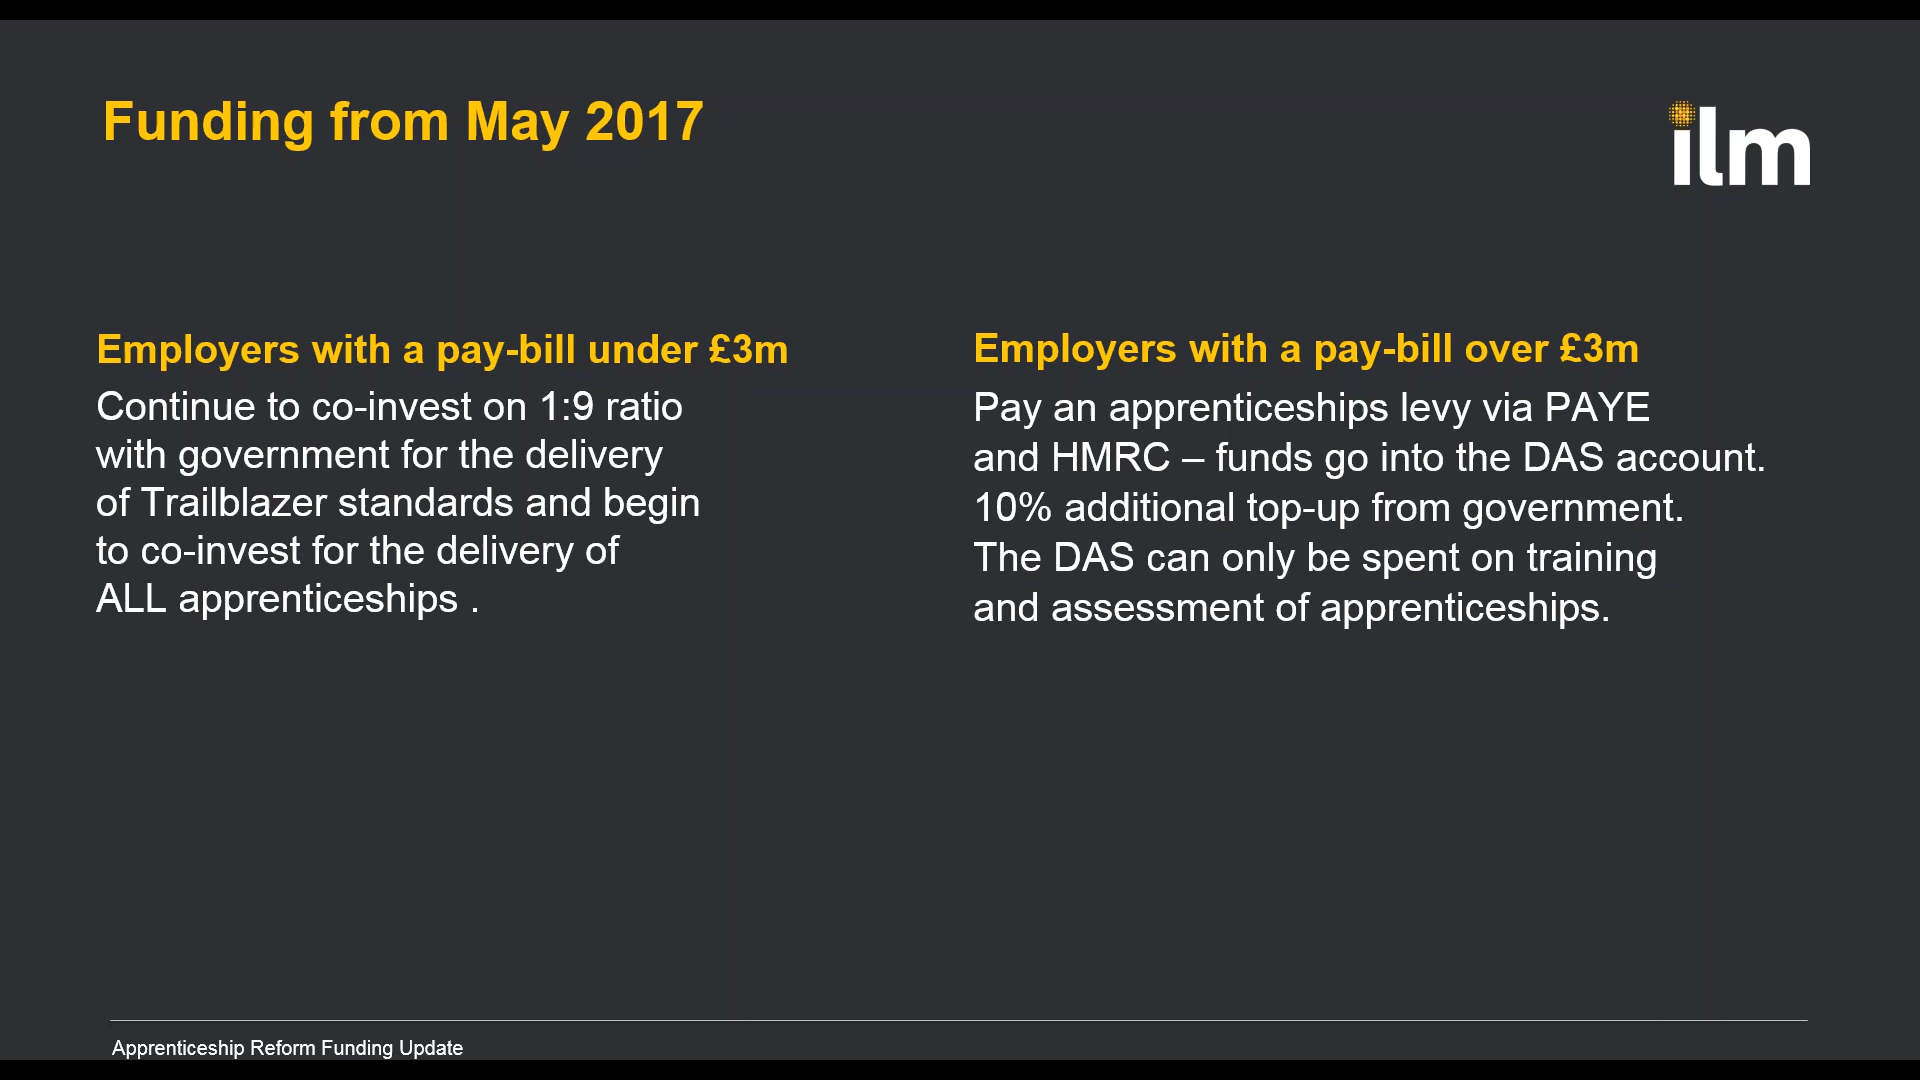 Funding from May 2017
ilm
Employers with a pay-bill under £3m
Continue to co-invest on 1:9 ratio
with government for the delivery
of Trailblazer standards and begin
to co-invest for the delivery of
ALL apprenticeships .
Employers with a pay-bill over £3m
Pay an apprenticeships levy via PAYE
and HMRC – funds go into the DAS account.
10% additional top-up from government.
The DAS can only be spent on training
and assessment of apprenticeships.
Apprenticeship Reform Funding Update